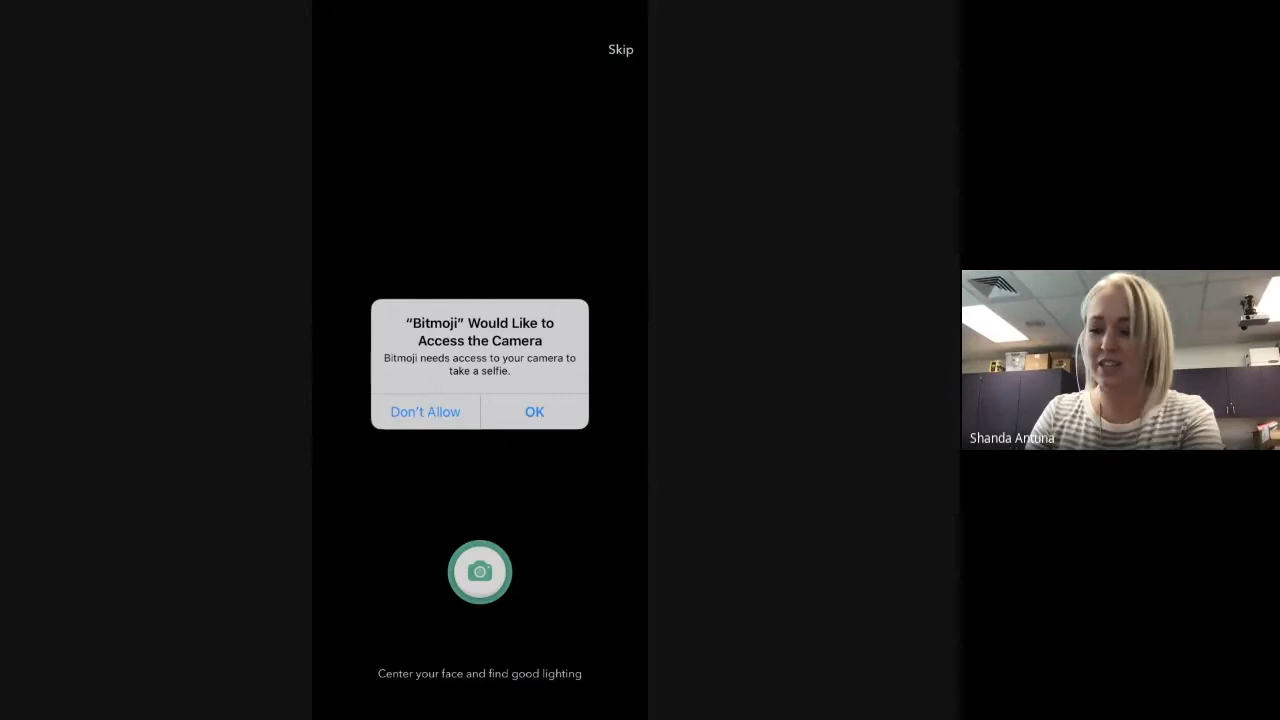 Skip
“Bitmoji” Would Like to
Access the Camera
Bitmoji needs access to your camera to
take a selfie.
Don’t Allow
OK
Center your face and find good lighting
Shanda Antuna